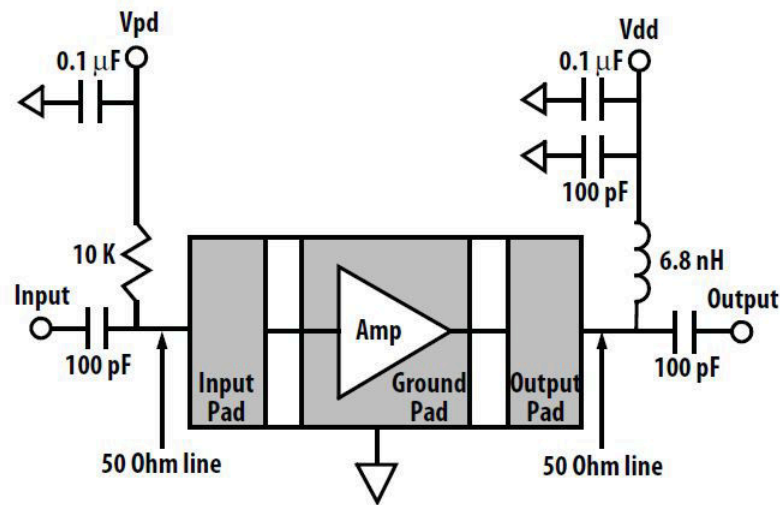 Vpd
Vdd
0.1 μF
0.1 μF
100 pF
10 K
6.8 nH
Input
Output
100 pF
Amp
100 pF
Input
Pad
Ground
Pad
Output
Pad
50 Ohm line
50 Ohm line